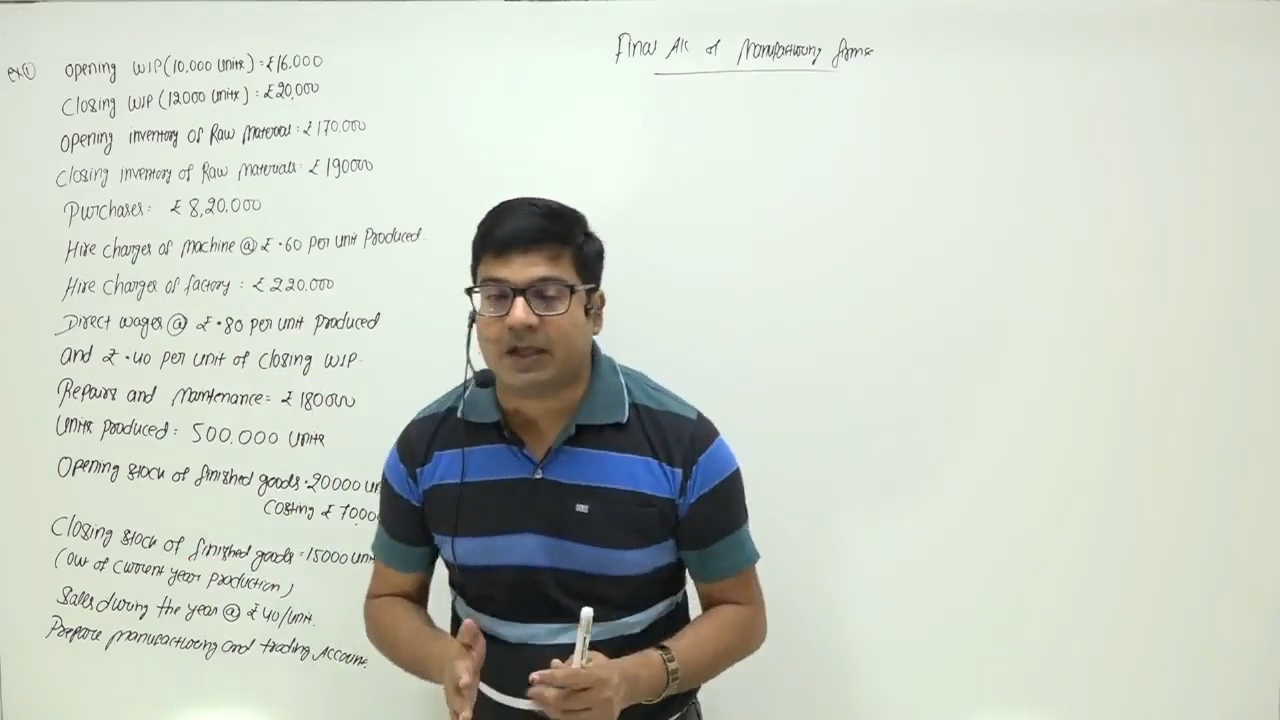 Final A/c of Manufacturing firms
ex① Opening WIP (10,000 Units) = ₹16,000
Closing WIP (12000 Units) = ₹20,000
Opening inventory of Raw Material = ₹170,000
Closing inventory of Raw Materials = ₹190000
Purchases: ₹8,20,000
Hire charges of machine @ ₹.60 per unit Produced.
Hire charges of factory = ₹220,000
Direct wages @ ₹.80 per unit produced
and ₹.40 per unit of closing WIP.
Repairs and Maintenance = ₹180000
Units produced: 500,000 units
Opening stock of finished goods = 20000 un
Costing ₹7000
Closing stock of finished goods = 15000 unit
(out of current year production)
Sales during the year @ ₹40/unit.
Prepare manufacturing and trading Account.